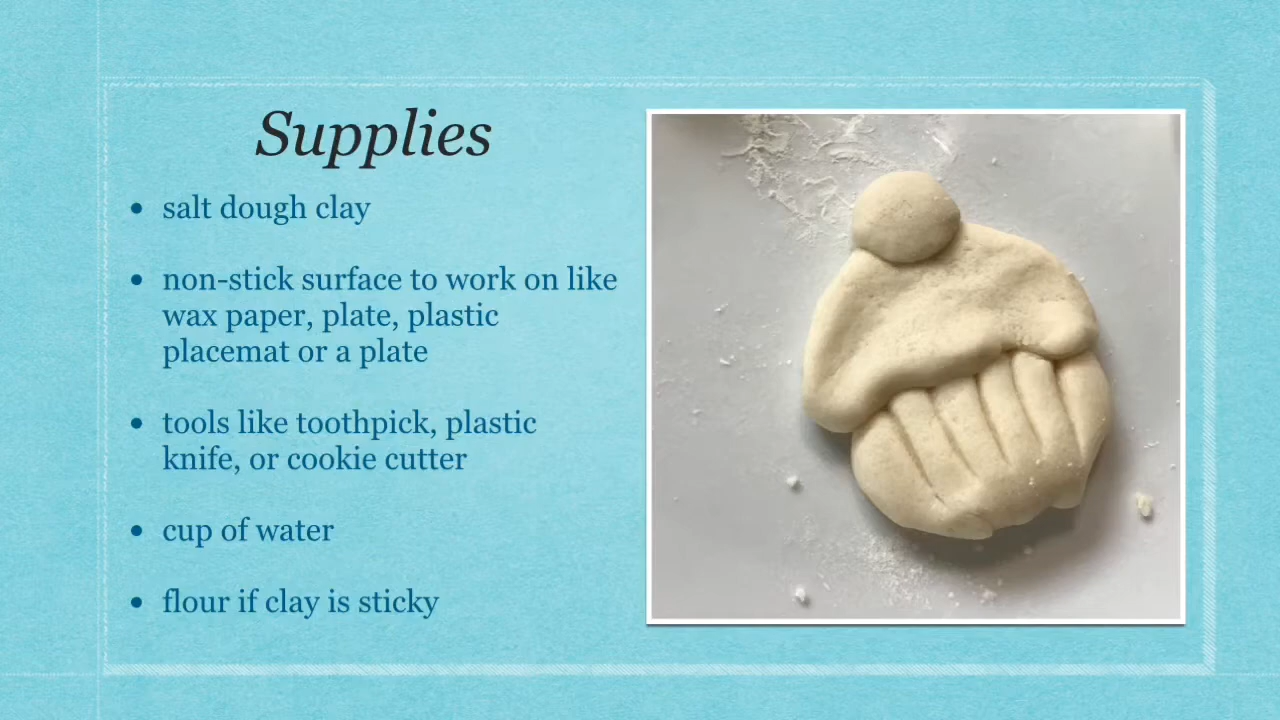 Supplies
• salt dough clay
• non-stick surface to work on like
wax paper, plate, plastic
placemat or a plate
• tools like toothpick, plastic
knife, or cookie cutter
• cup of water
• flour if clay is sticky